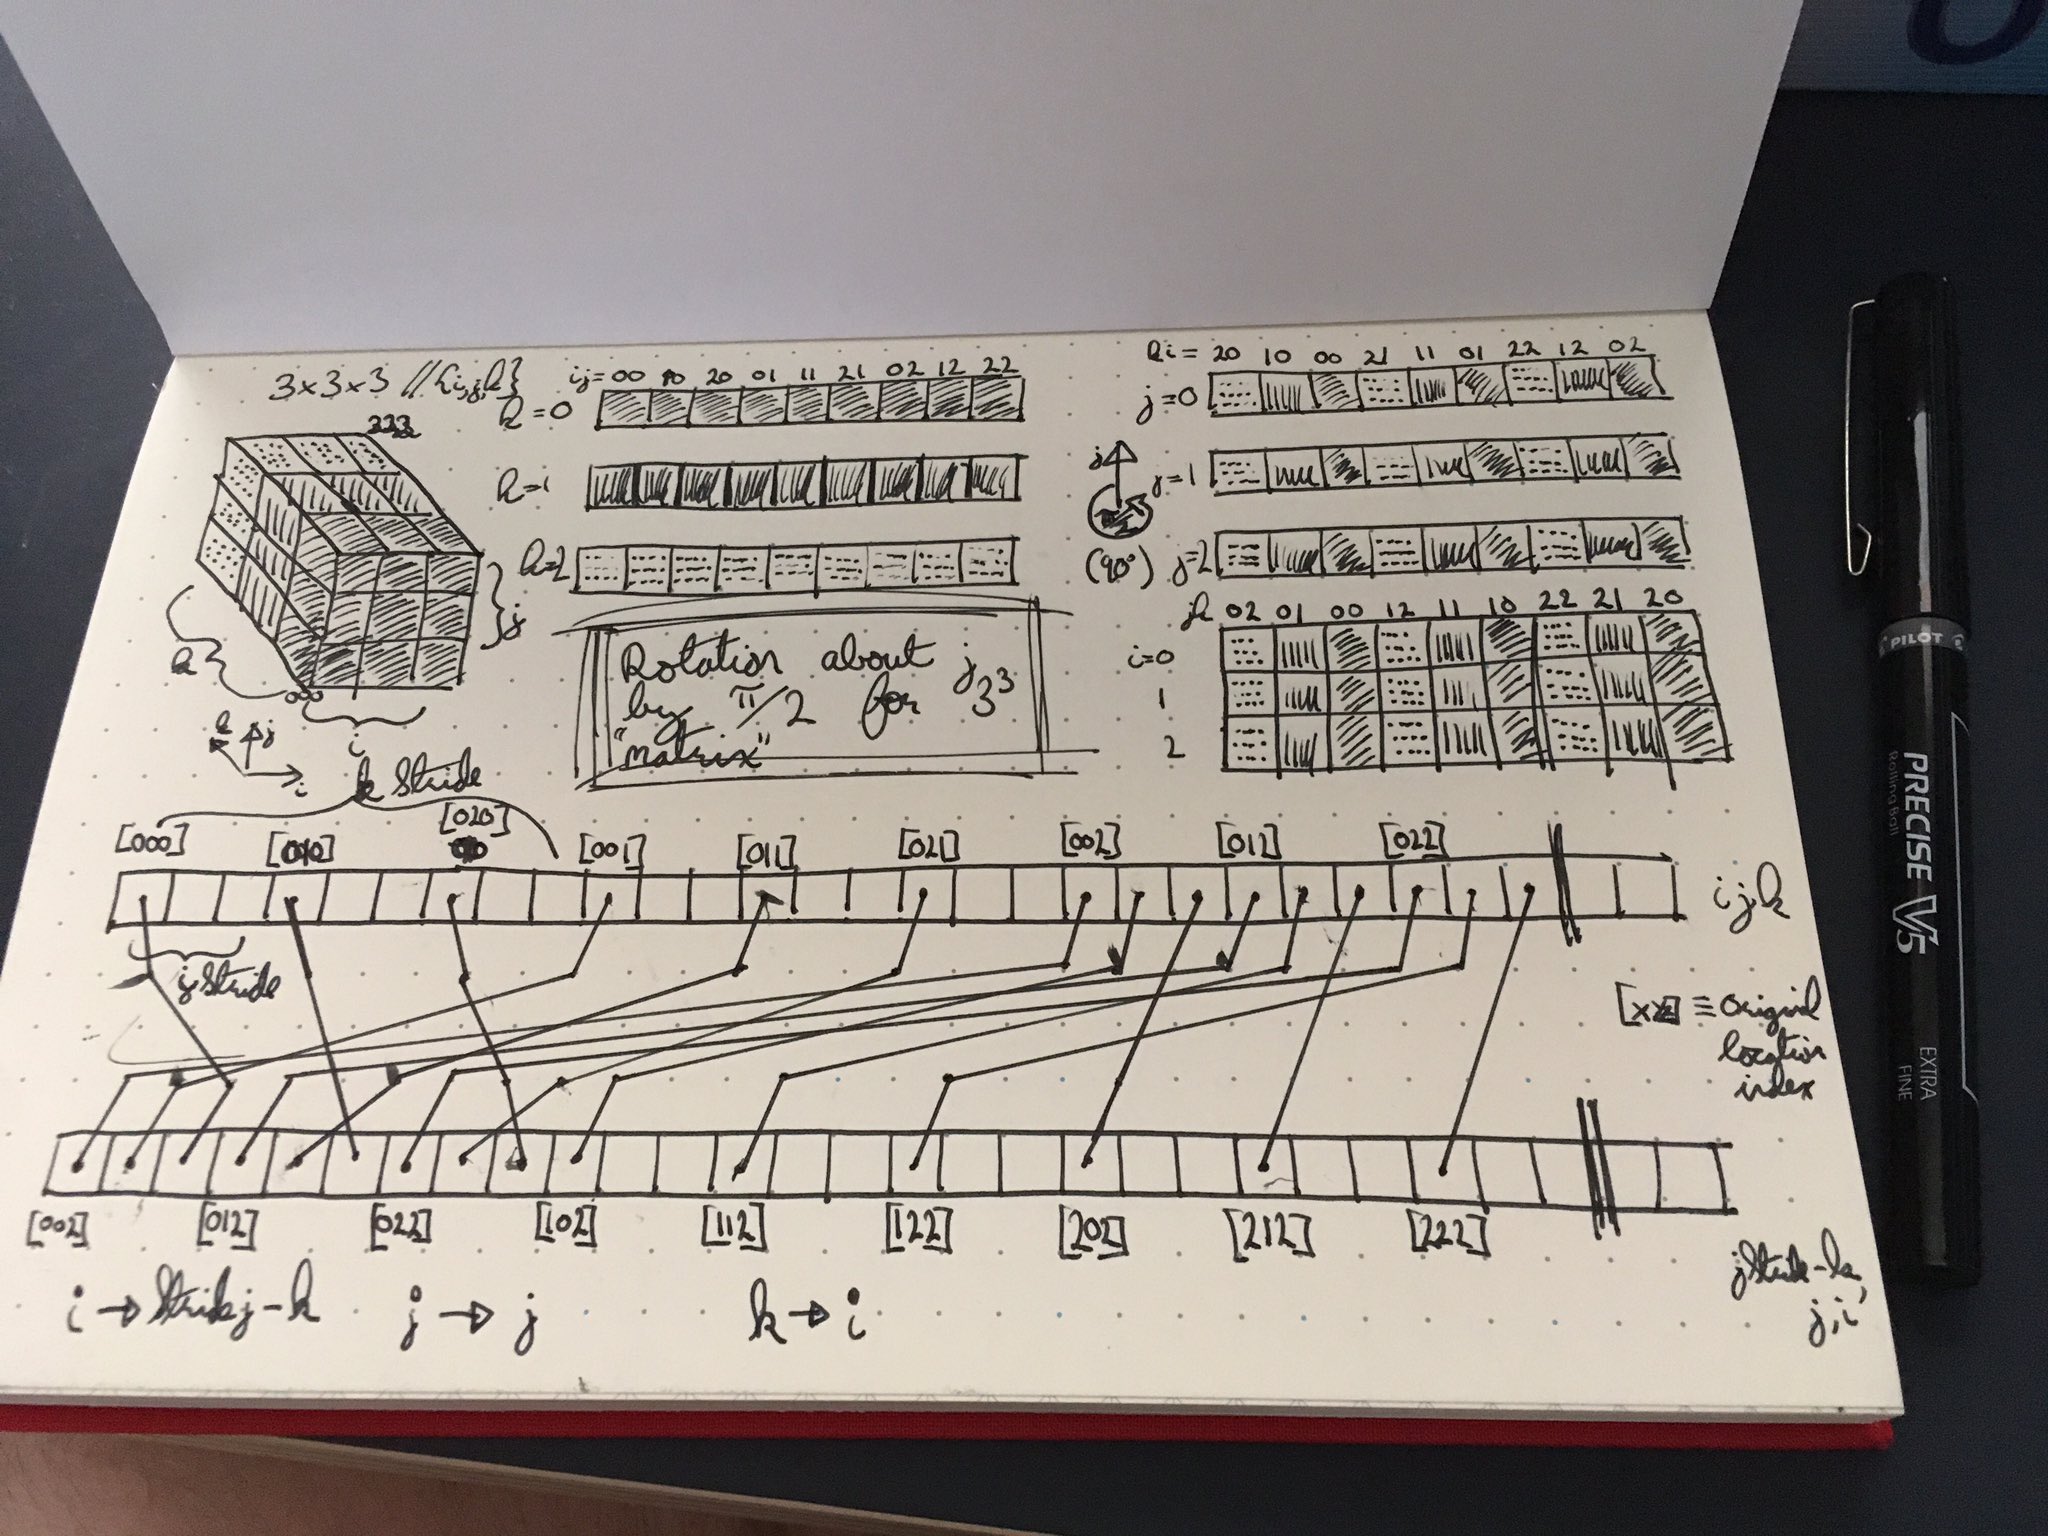 3×3×3 // {i,j,k}
222
k
j
i
000
k j
i
ij= 00 10 20 01 11 21 02 12 22
k=0
k=1
k=2
Rotation about j
by π/2 for 3³
"matrix"
ki= 20 10 00 21 11 01 22 12 02
j=0
j
j=1
(90°) j=2
jk 02 01 00 12 11 10 22 21 20
i=0
1
2
k stride
[000] [010] [020] [001] [011] [021] [002] [012] [022]
ijk
j stride
≡ original
location
index
[002] [012] [022] [102] [112] [122] [202] [212] [222]
jstride-k,
j,i
i → stridej-k j → j k → i
PILOT
PRECISE V5
Rolling Ball
EXTRA
FINE